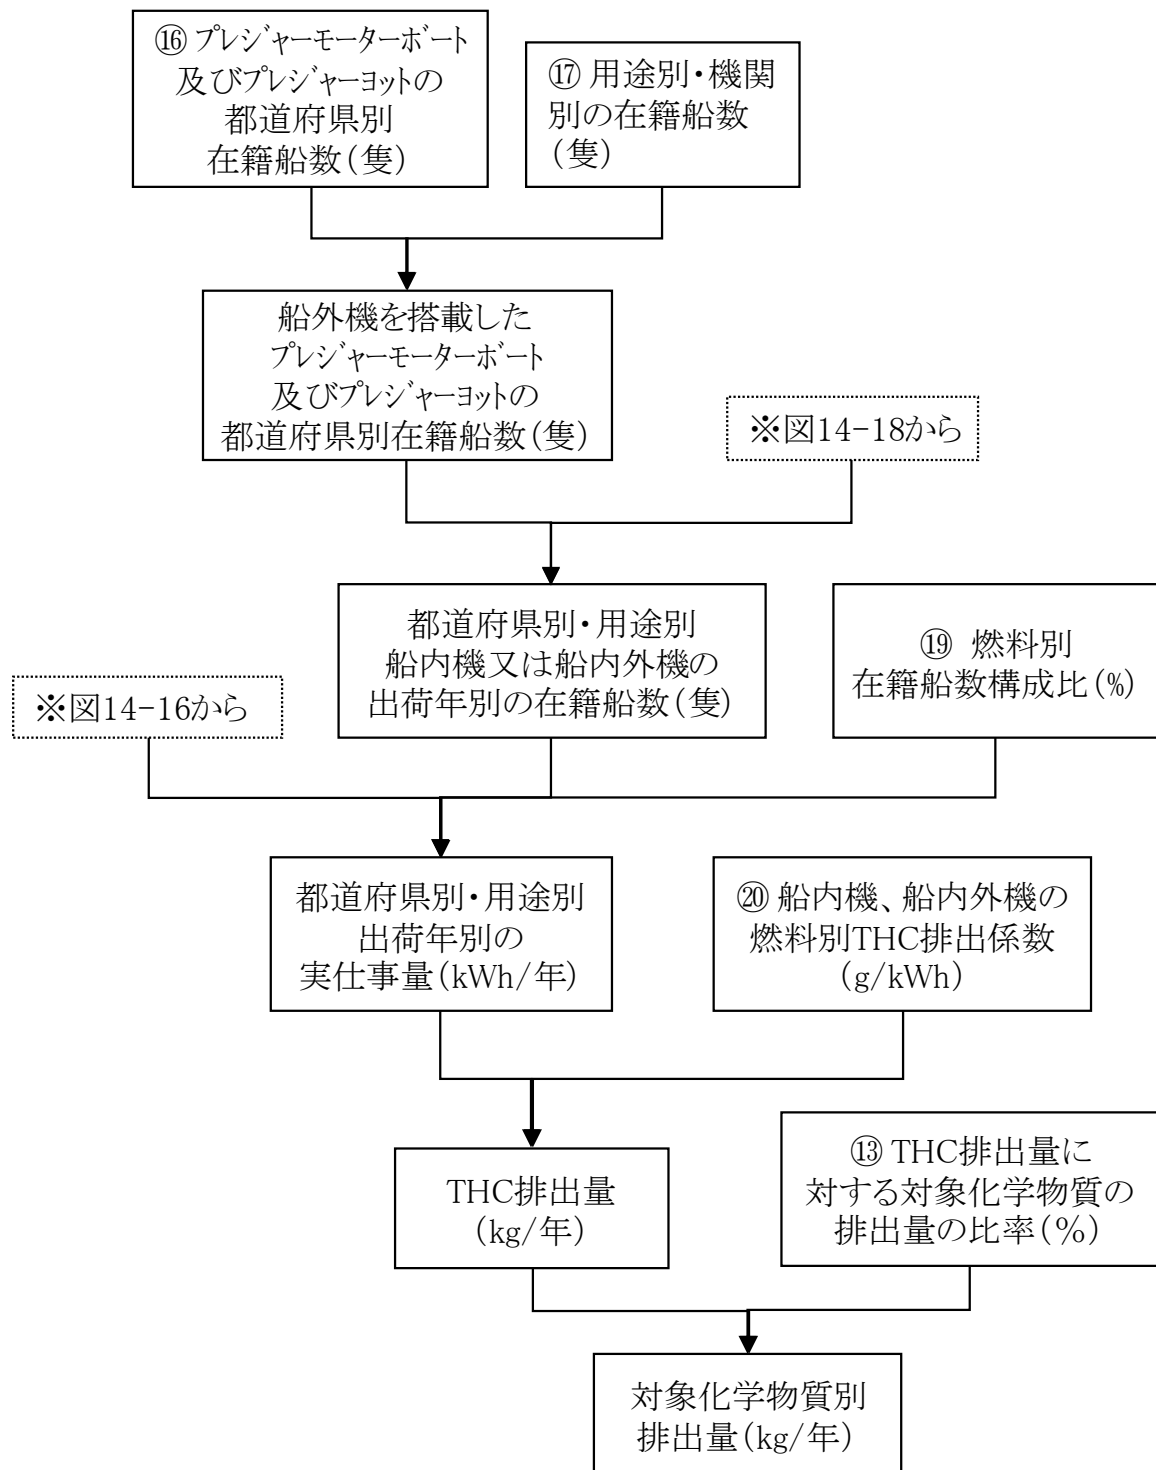 ⑯ プレジャーモーターボート
及びプレジャーヨットの
都道府県別
在籍船数(隻)
⑰ 用途別・機関
別の在籍船数
(隻)
船外機を搭載した
プレジャーモーターボート
及びプレジャーヨットの
都道府県別在籍船数(隻)
※図14-18から
都道府県別・用途別
船内機又は船内外機の
出荷年別の在籍船数(隻)
⑲ 燃料別
在籍船数構成比(%)
※図14-16から
都道府県別・用途別
出荷年別の
実仕事量(kWh/年)
⑳ 船内機、船内外機の
燃料別THC排出係数
(g/kWh)
THC排出量
(kg/年)
⑬ THC排出量に
対する対象化学物質の
排出量の比率(%)
対象化学物質別
排出量(kg/年)